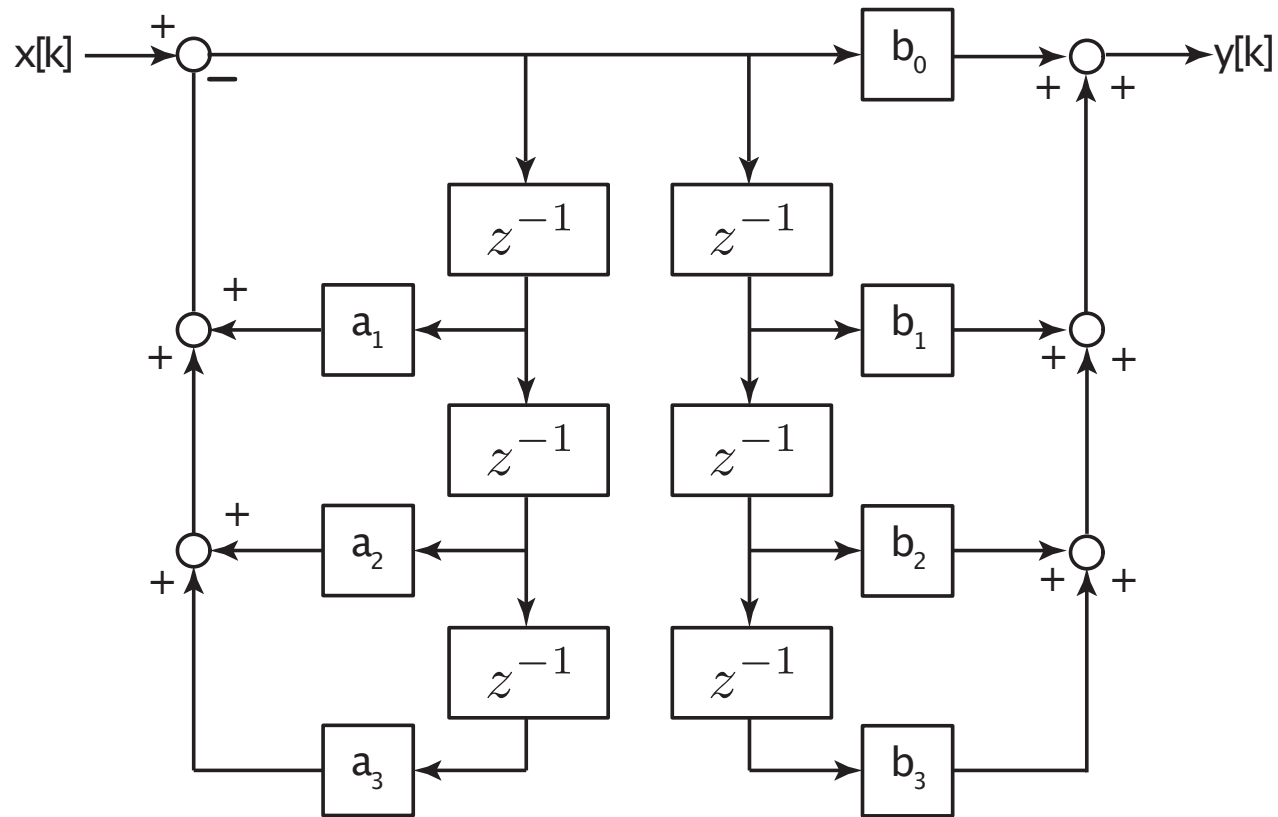 +
x[k] b₀ y[k]
−
+ +
z⁻¹ z⁻¹
+
a₁ b₁
+ + +
z⁻¹ z⁻¹
+
a₂ b₂
+ + +
z⁻¹ z⁻¹
a₃ b₃